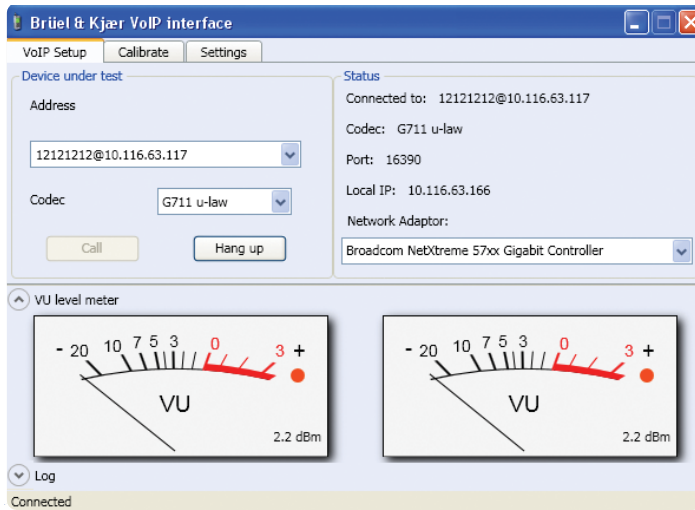 Brüel & Kjær VoIP interface
VoIP Setup Calibrate Settings
Device under test
Address
12121212@10.116.63.117
Codec G711 u-law
Call Hang up
Status
Connected to: 12121212@10.116.63.117
Codec: G711 u-law
Port: 16390
Local IP: 10.116.63.166
Network Adaptor:
Broadcom NetXtreme 57xx Gigabit Controller
VU level meter
- 20 10 7 5 3 0 3 +
VU
2.2 dBm
- 20 10 7 5 3 0 3 +
VU
2.2 dBm
Log
Connected